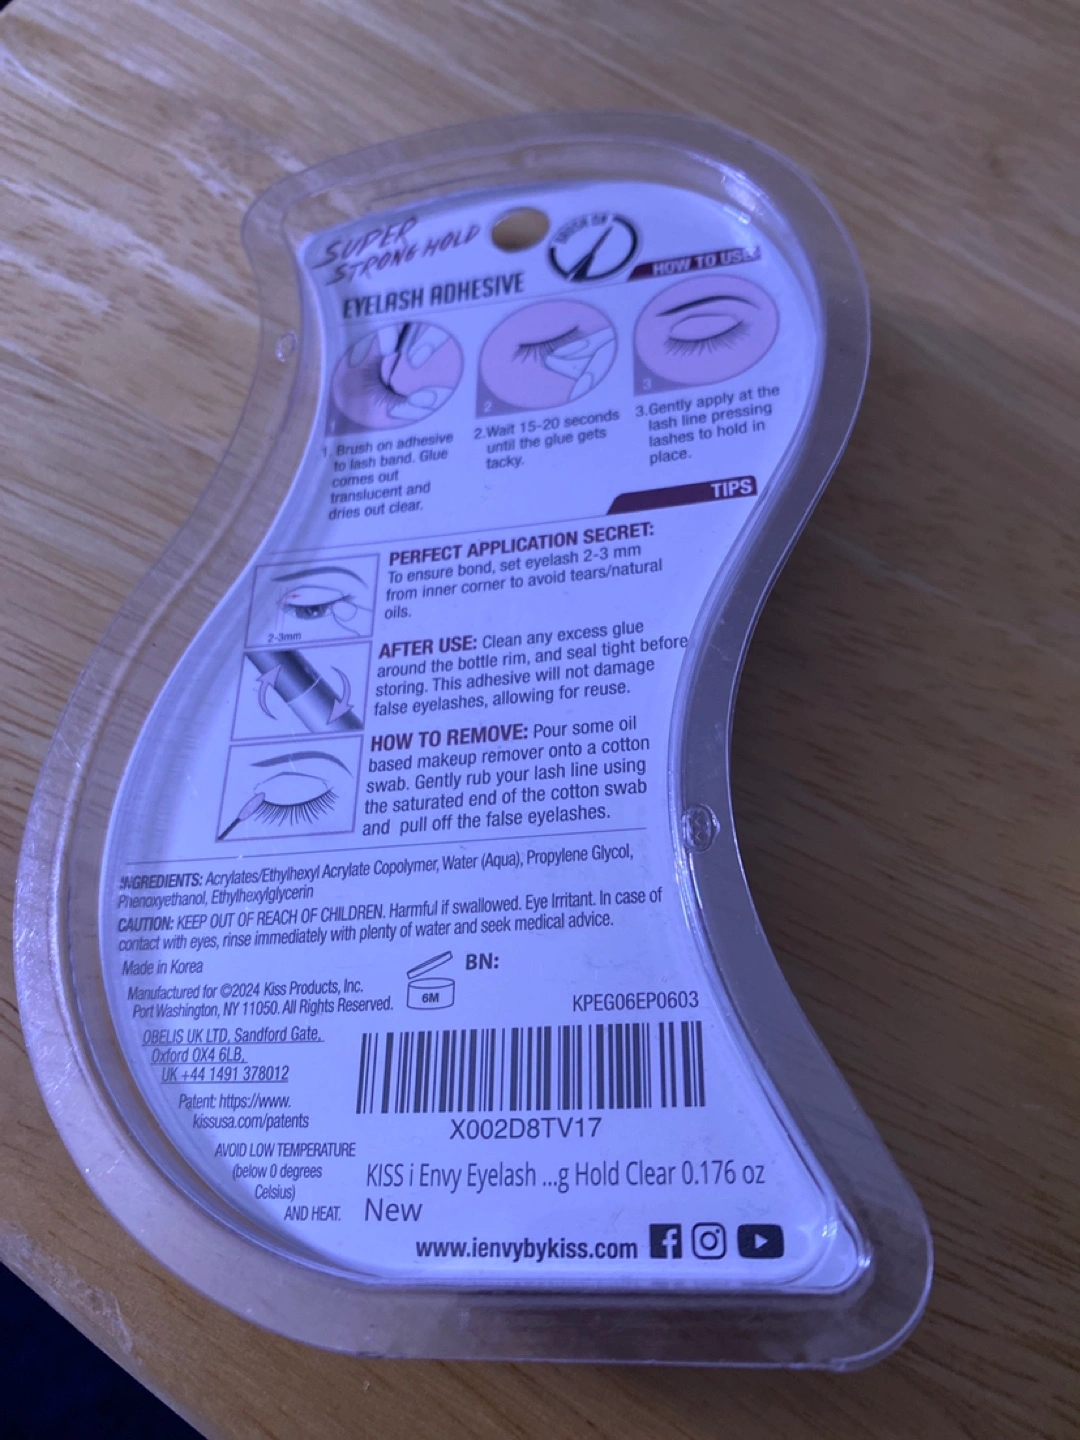 SUPER
STRONG HOLD
BRUSH ON
EYELASH ADHESIVE
HOW TO USE
1
1. Brush on adhesive
to lash band. Glue
comes out
translucent and
dries out clear.
2
2.Wait 15-20 seconds
until the glue gets
tacky.
3
3.Gently apply at the
lash line pressing
lashes to hold in
place.
TIPS
PERFECT APPLICATION SECRET:
To ensure bond, set eyelash 2-3 mm
from inner corner to avoid tears/natural
oils.
2-3mm
AFTER USE: Clean any excess glue
around the bottle rim, and seal tight before
storing. This adhesive will not damage
false eyelashes, allowing for reuse.
HOW TO REMOVE: Pour some oil
based makeup remover onto a cotton
swab. Gently rub your lash line using
the saturated end of the cotton swab
and pull off the false eyelashes.
INGREDIENTS: Acrylates/Ethylhexyl Acrylate Copolymer, Water (Aqua), Propylene Glycol,
Phenoxyethanol, Ethylhexylglycerin
CAUTION: KEEP OUT OF REACH OF CHILDREN. Harmful if swallowed. Eye Irritant. In case of
contact with eyes, rinse immediately with plenty of water and seek medical advice.
Made in Korea
Manufactured for ©2024 Kiss Products, Inc.
Port Washington, NY 11050. All Rights Reserved.
6M
BN:
KPEG06EP0603
OBELIS UK LTD, Sandford Gate,
Oxford OX4 6LB,
UK +44 1491 378012
Patent: https://www.
kissusa.com/patents
AVOID LOW TEMPERATURE
(below 0 degrees
Celsius)
AND HEAT.
X002D8TV17
KISS i Envy Eyelash ...g Hold Clear 0.176 oz
New
www.ienvybykiss.com